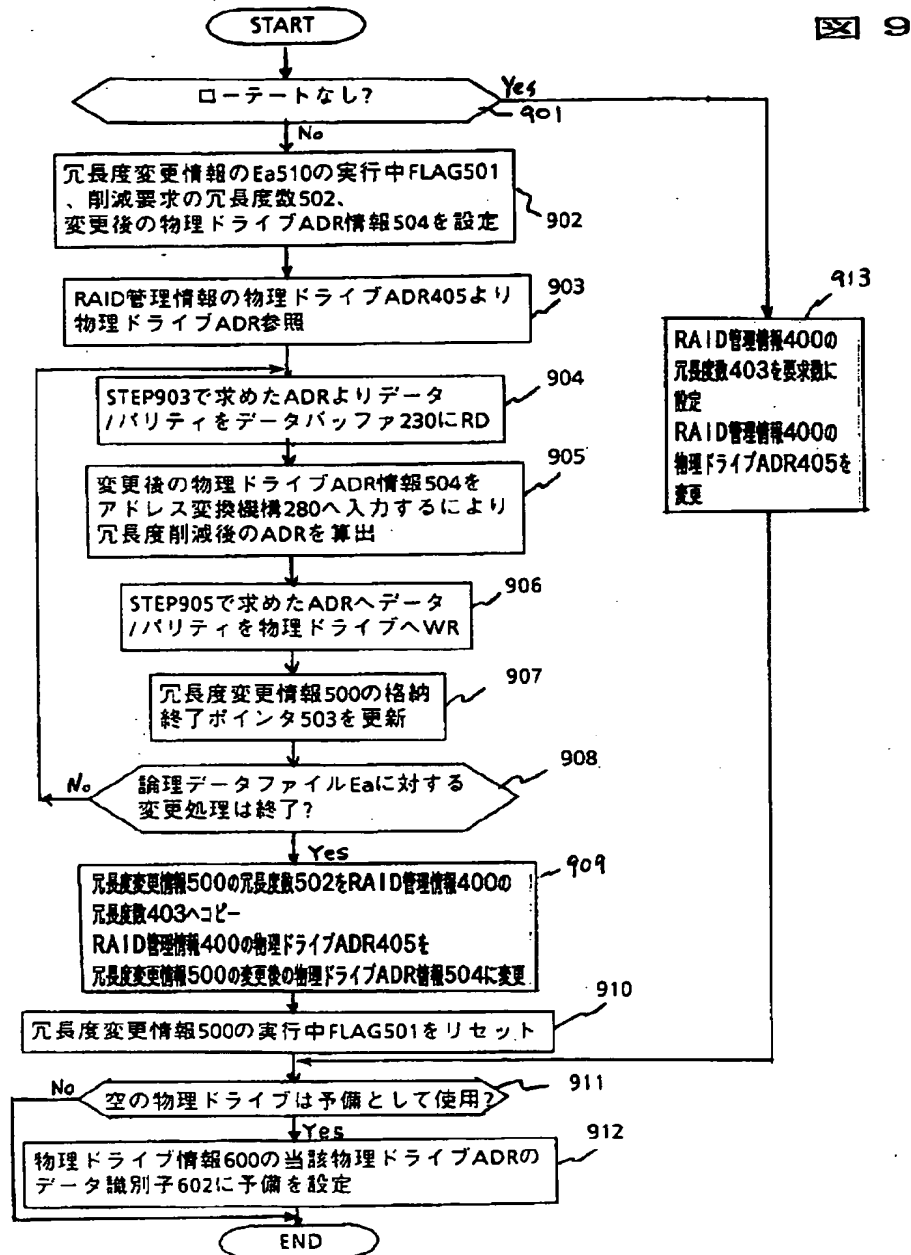 図 9
START
ローテートなし?
Yes
901
No
冗長度変更情報のEa510の実行中FLAG501
、削減要求の冗長度数502、
変更後の物理ドライブADR情報504を設定
902
RAID管理情報の物理ドライブADR405より
物理ドライブADR参照
903
STEP903で求めたADRよりデータ
/パリティをデータバッファ230にRD
904
変更後の物理ドライブADR情報504を
アドレス変換機構280へ入力するにより
冗長度削減後のADRを算出
905
STEP905で求めたADRへデータ
/パリティを物理ドライブへWR
906
冗長度変更情報500の格納
終了ポインタ503を更新
907
論理データファイルEaに対する
変更処理は終了?
908
No
Yes
冗長度変更情報500の冗長度数502をRAID管理情報400の
冗長度数403へコピー
RAID管理情報400の物理ドライブADR405を
冗長度変更情報500の変更後の物理ドライブADR情報504に変更
909
冗長度変更情報500の実行中FLAG501をリセット
910
913
RAID管理情報400の
冗長度数403を要求数に
設定
RAID管理情報400の
物理ドライブADR405を
変更
空の物理ドライブは予備として使用?
911
No
Yes
物理ドライブ情報600の当該物理ドライブADRの
データ識別子602に予備を設定
912
END